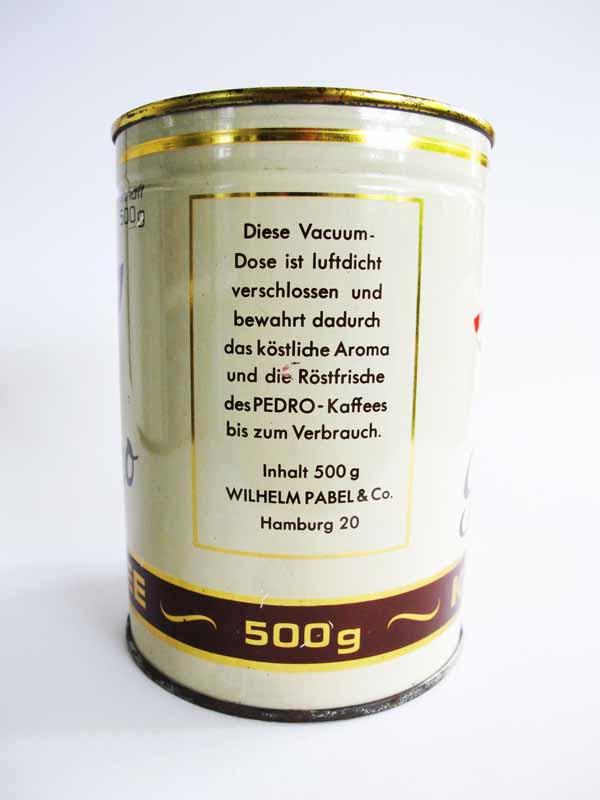 500g
Diese Vacuum-
Dose ist luftdicht
verschlossen und
bewahrt dadurch
das köstliche Aroma
und die Röstfrische
des PEDRO-Kaffees
bis zum Verbrauch.
Inhalt 500 g
WILHELM PABEL & Co.
Hamburg 20
500g